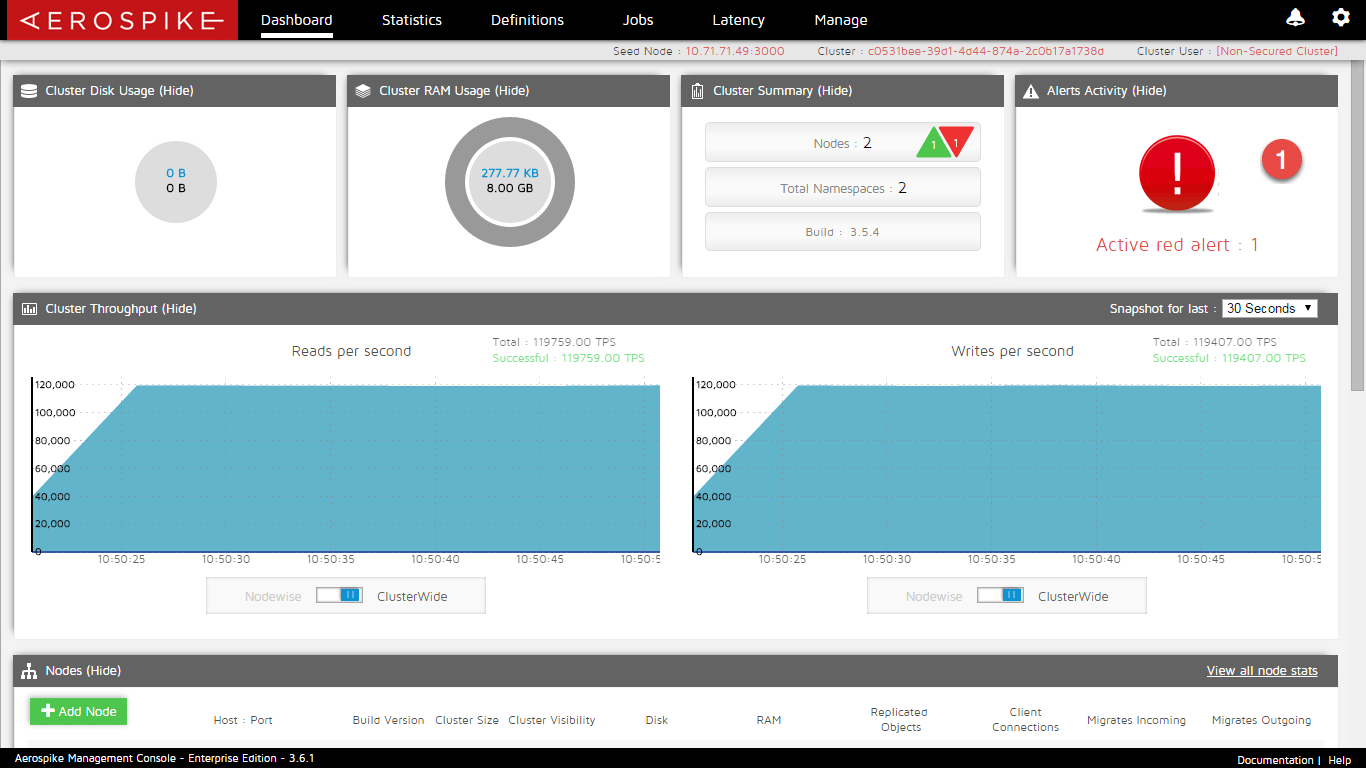 AEROSPIKE Dashboard Statistics Definitions Jobs Latency Manage
Seed Node : 10.71.71.49:3000 Cluster : c0531bee-39d1-4d44-874a-2c0b17a1738d Cluster User : [Non-Secured Cluster]
Cluster Disk Usage (Hide)
0 B
0 B
Cluster RAM Usage (Hide)
277.77 KB
8.00 GB
Cluster Summary (Hide)
Nodes : 2 1 1
Total Namespaces : 2
Build : 3.5.4
Alerts Activity (Hide)
! 1
Active red alert : 1
Cluster Throughput (Hide) Snapshot for last : 30 Seconds
Reads per second
Total : 119759.00 TPS
Successful : 119759.00 TPS
120,000
100,000
80,000
60,000
40,000
20,000
0
10:50:25 10:50:30 10:50:35 10:50:40 10:50:45 10:50:5
Nodewise ClusterWide
Writes per second
Total : 119407.00 TPS
Successful : 119407.00 TPS
120,000
100,000
80,000
60,000
40,000
20,000
0
10:50:25 10:50:30 10:50:35 10:50:40 10:50:45 10:50:5
Nodewise ClusterWide
Nodes (Hide) View all node stats
Add Node
Host : Port Build Version Cluster Size Cluster Visibility Disk RAM Replicated Objects Client Connections Migrates Incoming Migrates Outgoing
Aerospike Management Console - Enterprise Edition - 3.6.1 Documentation | Help